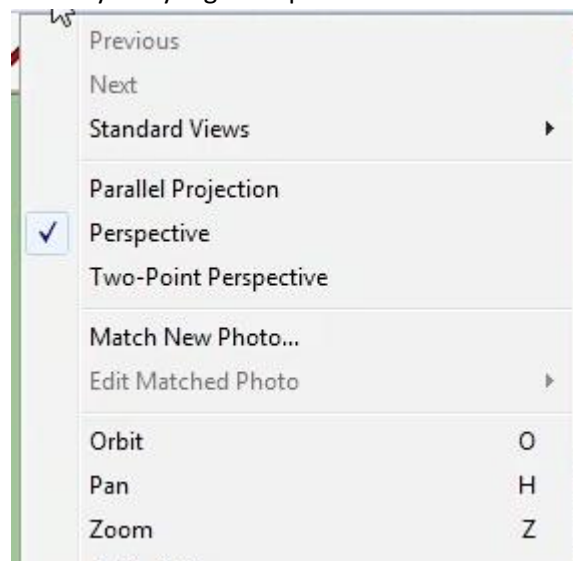 Previous
Next
Standard Views
Parallel Projection
Perspective
Two-Point Perspective
Match New Photo...
Edit Matched Photo
Orbit O
Pan H
Zoom Z